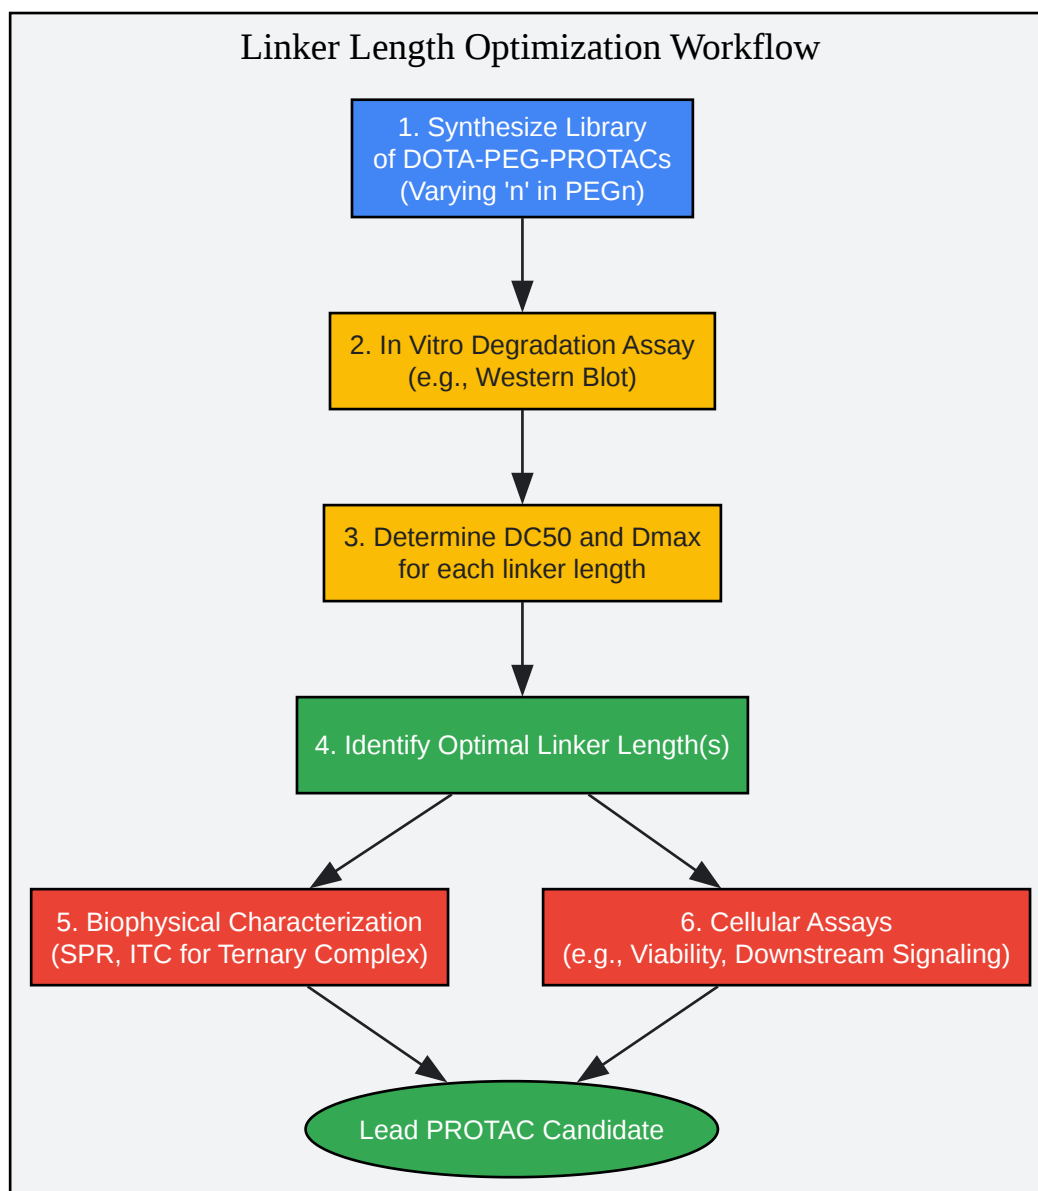 Linker Length Optimization Workflow
1. Synthesize Library
of DOTA-PEG-PROTACs
(Varying 'n' in PEGn)
2. In Vitro Degradation Assay
(e.g., Western Blot)
3. Determine DC50 and Dmax
for each linker length
4. Identify Optimal Linker Length(s)
5. Biophysical Characterization
(SPR, ITC for Ternary Complex)
6. Cellular Assays
(e.g., Viability, Downstream Signaling)
Lead PROTAC Candidate